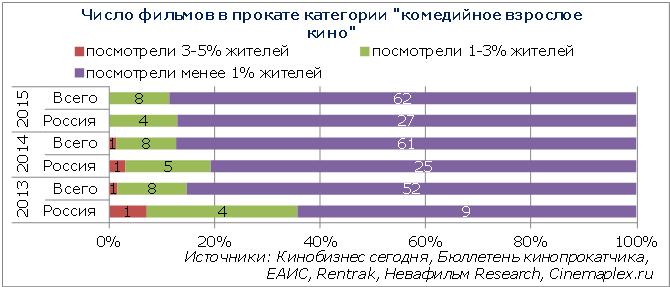 Число фильмов в прокате категории "комедийное взрослое
кино"
посмотрели 3-5% жителей посмотрели 1-3% жителей
посмотрели менее 1% жителей
2015 Всего 8 62
Россия 4 27
2014 Всего 1 8 61
Россия 1 5 25
2013 Всего 1 8 52
Россия 1 4 9
0% 20% 40% 60% 80% 100%
Источники: Кинобизнес сегодня, Бюллетень кинопрокатчика,
ЕАИС, Rentrak, Невафильм Research, Cinemaplex.ru